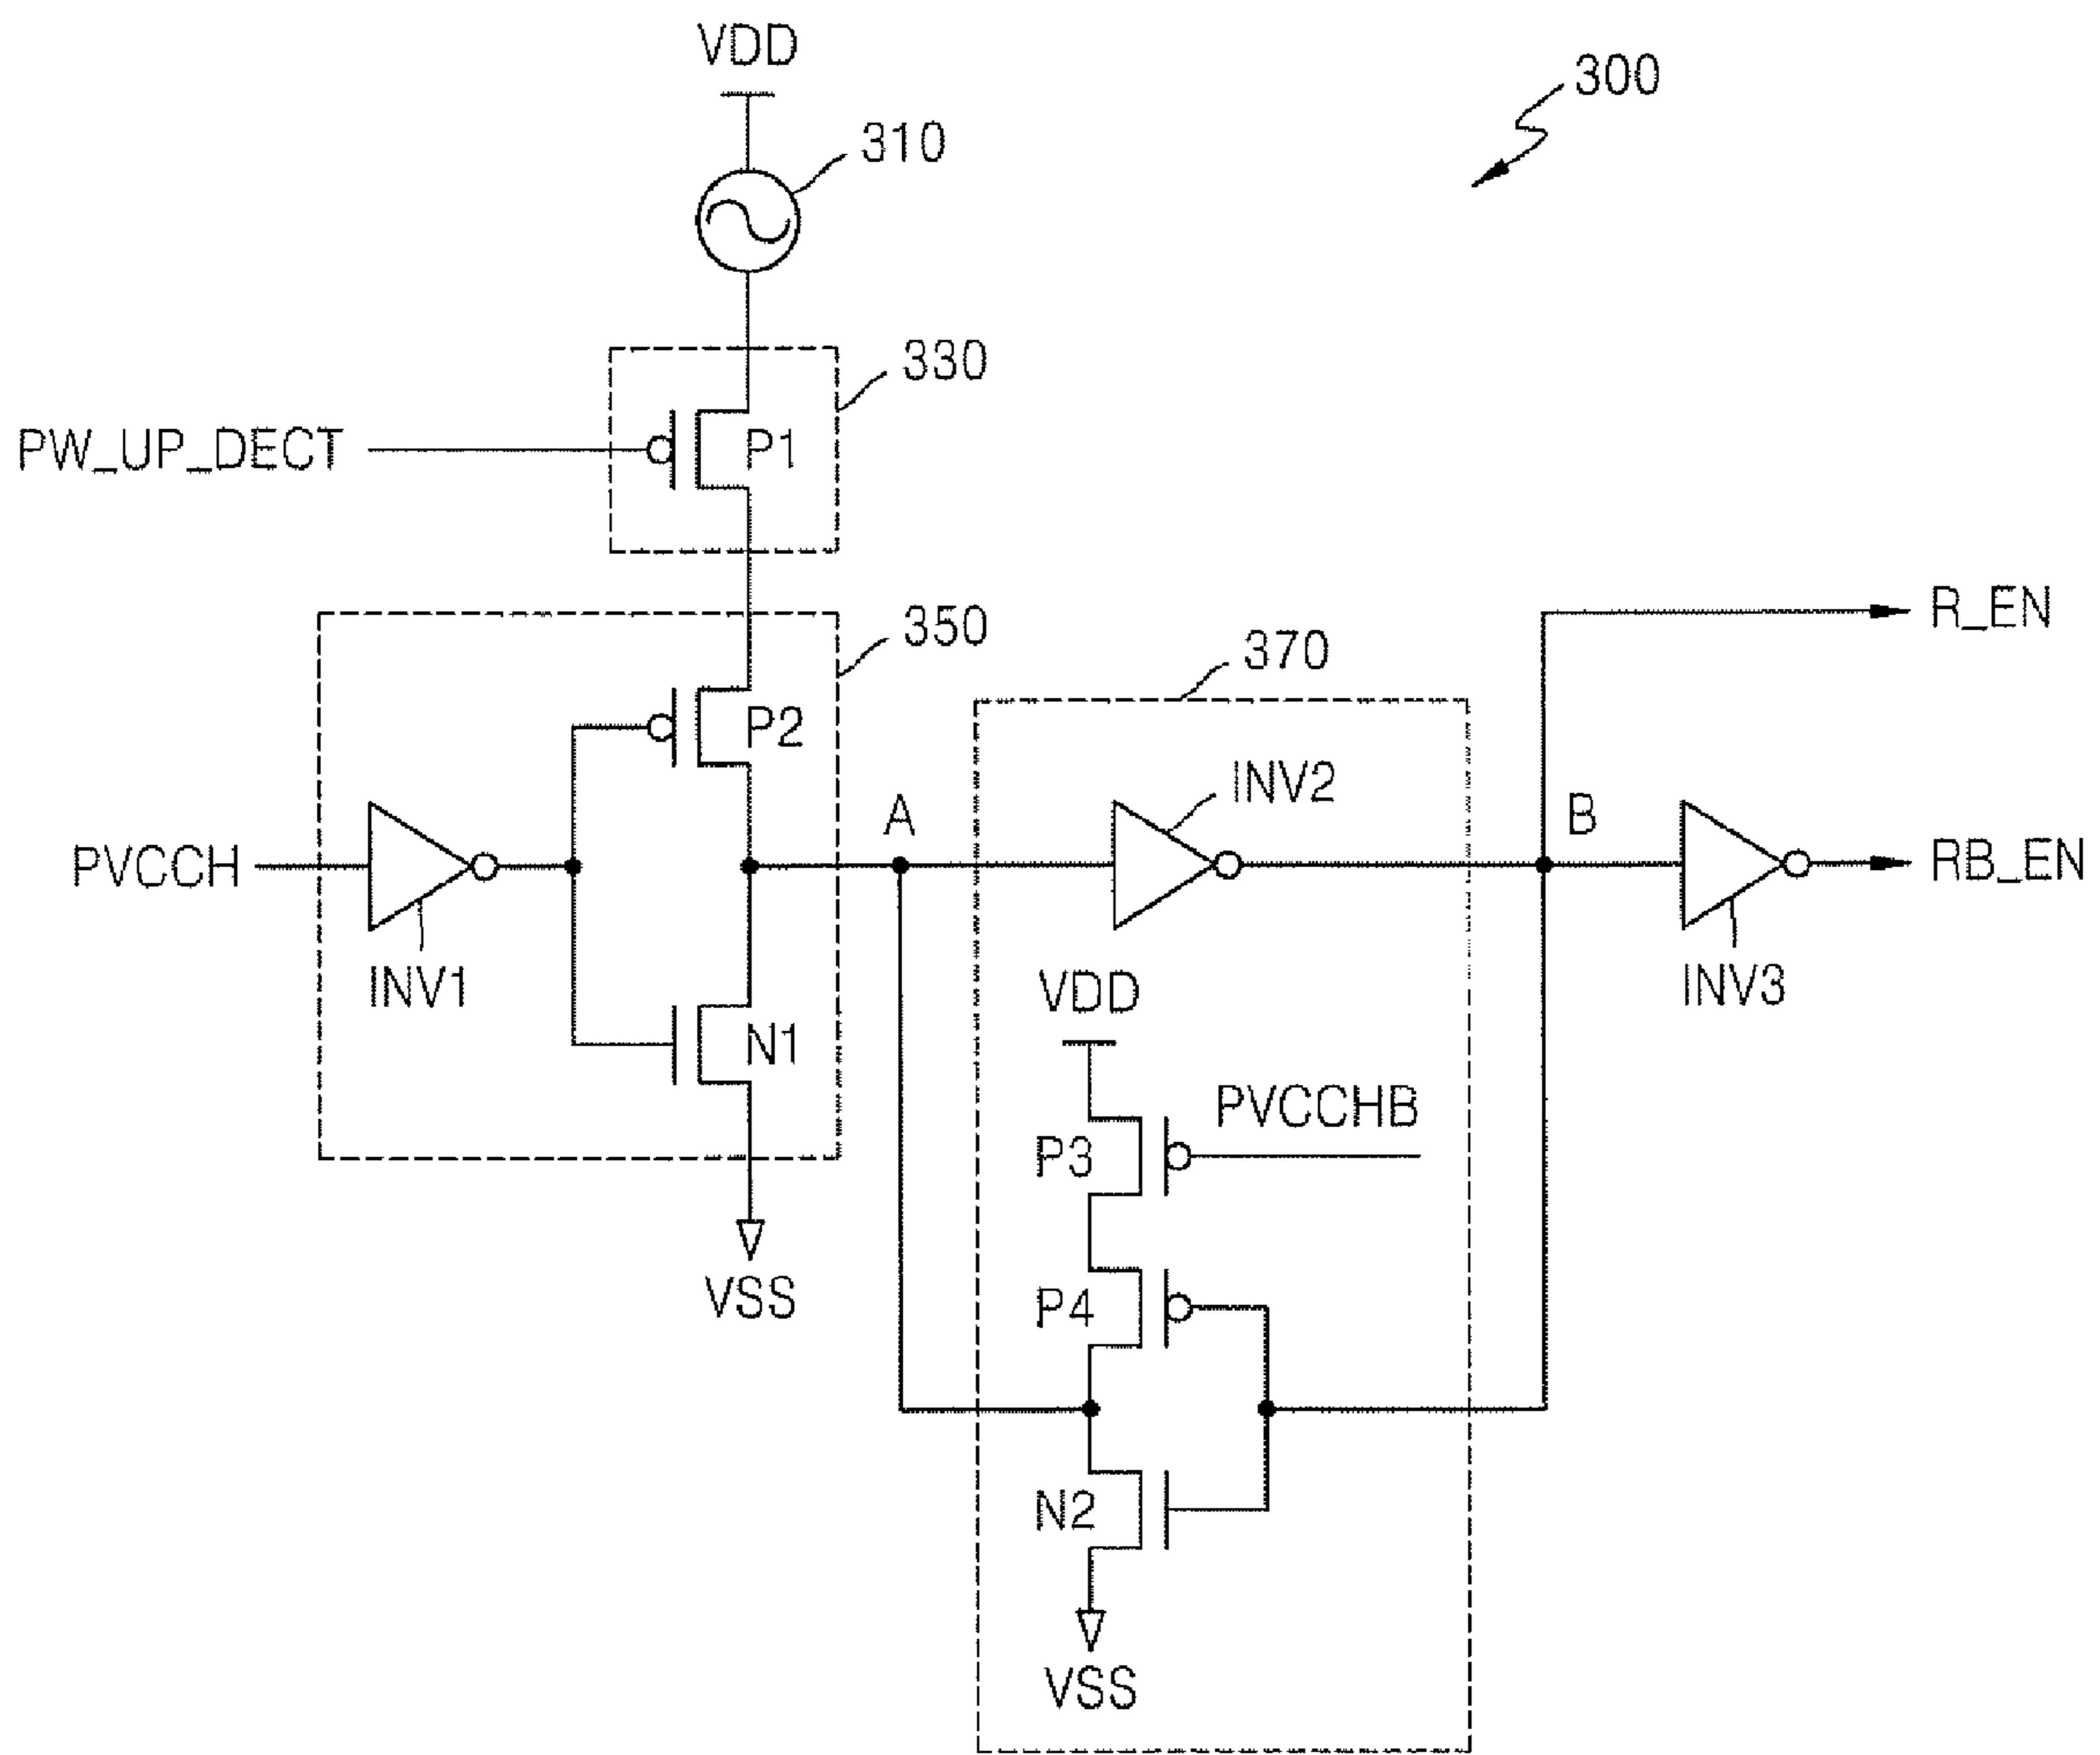 VDD
300
310
330
PW_UP_DECT
P1
350
R_EN
370
P2
INV2
A
B
PVCCH
RB_EN
INV1
INV3
VDD
N1
PVCCHB
P3
VSS
P4
N2
VSS